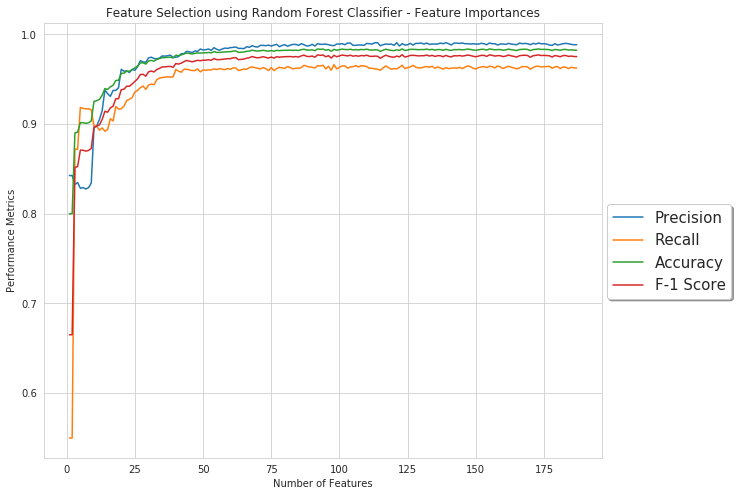 Feature Selection using Random Forest Classifier - Feature Importances
1.0
0.9
0.8
0.7
0.6
Performance Metrics
0
25
50
75
100
125
150
175
Number of Features
Precision
Recall
Accuracy
F-1 Score